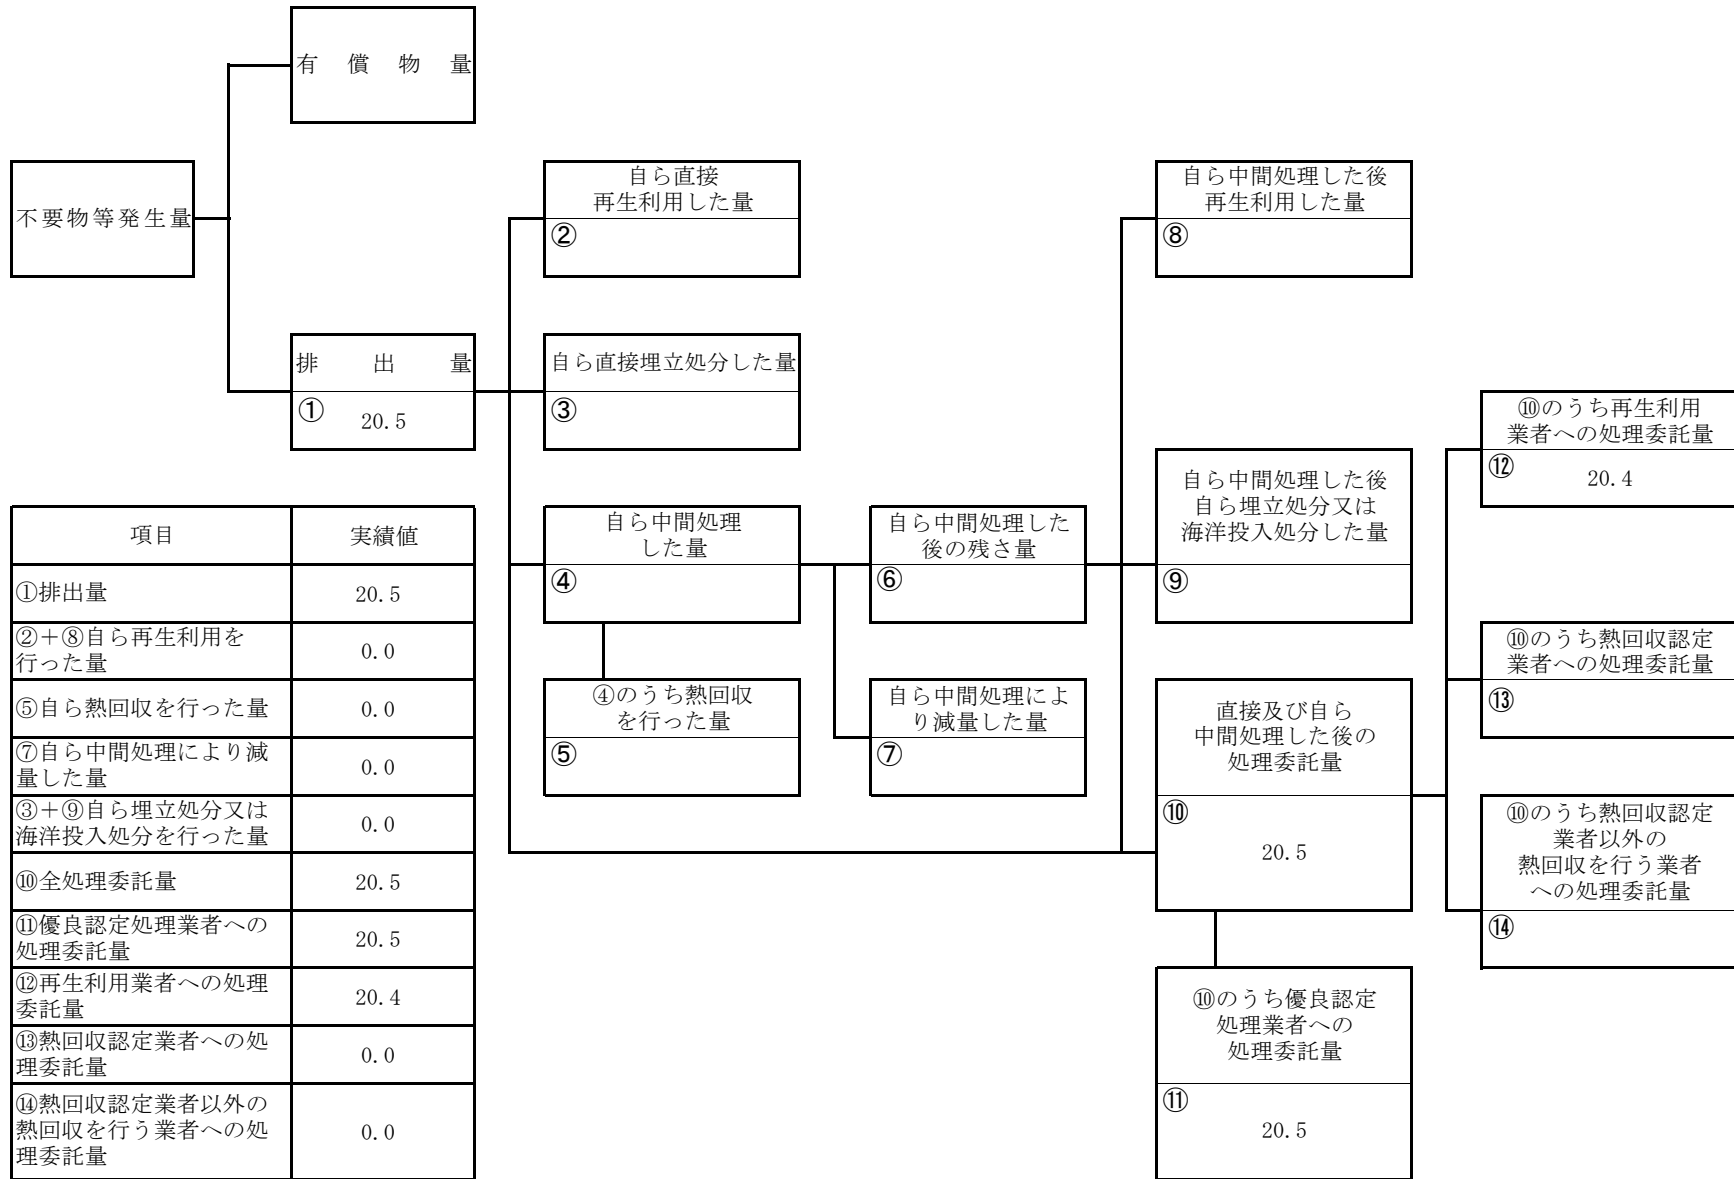 有償物量
不要物等発生量
排出量
①
20.5
自ら直接
再生利用した量
②
自ら直接埋立処分した量
③
自ら中間処理
した量
④
④のうち熱回収
を行った量
⑤
自ら中間処理した
後の残さ量
⑥
自ら中間処理によ
り減量した量
⑦
自ら中間処理した後
再生利用した量
⑧
自ら中間処理した後
自ら埋立処分又は
海洋投入処分した量
⑨
直接及び自ら
中間処理した後の
処理委託量
⑩
20.5
⑩のうち優良認定
処理業者への
処理委託量
⑪
20.5
⑩のうち再生利用
業者への処理委託量
⑫
20.4
⑩のうち熱回収認定
業者への処理委託量
⑬
⑩のうち熱回収認定
業者以外の
熱回収を行う業者
への処理委託量
⑭
項目 実績値
①排出量 20.5
②＋⑧自ら再生利用を
行った量 0.0
⑤自ら熱回収を行った量 0.0
⑦自ら中間処理により減
量した量 0.0
③＋⑨自ら埋立処分又は
海洋投入処分を行った量 0.0
⑩全処理委託量 20.5
⑪優良認定処理業者への
処理委託量 20.5
⑫再生利用業者への処理
委託量 20.4
⑬熱回収認定業者への処
理委託量 0.0
⑭熱回収認定業者以外の
熱回収を行う業者への処
理委託量 0.0